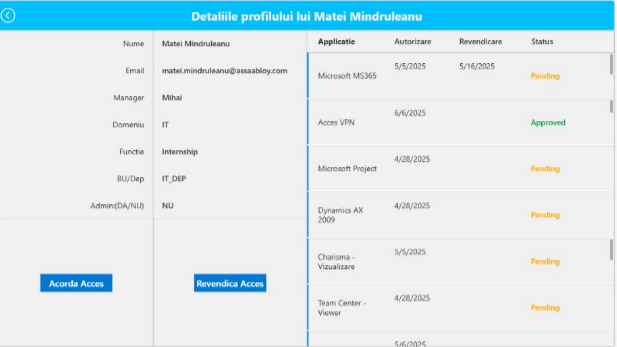 Detaliile profilului lui Matei Mindruleanu
Nume Matei Mindruleanu
Email matei.mindruleanu@assaabloy.com
Manager Mihai
Domeniu IT
Functie Internship
BU/Dep IT_DEP
Admin:(DA/NU) NU
Acorda Acces Revendica Acces
Applicatie Autorizare Revendicare Status
Microsoft MS365 5/5/2025 5/16/2025 Pending
Acces VPN 6/6/2025 Approved
Microsoft Project 4/28/2025 Pending
Dynamics AX 4/28/2025 Pending
2009
Charisma - 5/5/2025 Pending
Vizualizare
Team Center - 4/28/2025 Pending
Viewer
5/6/2025